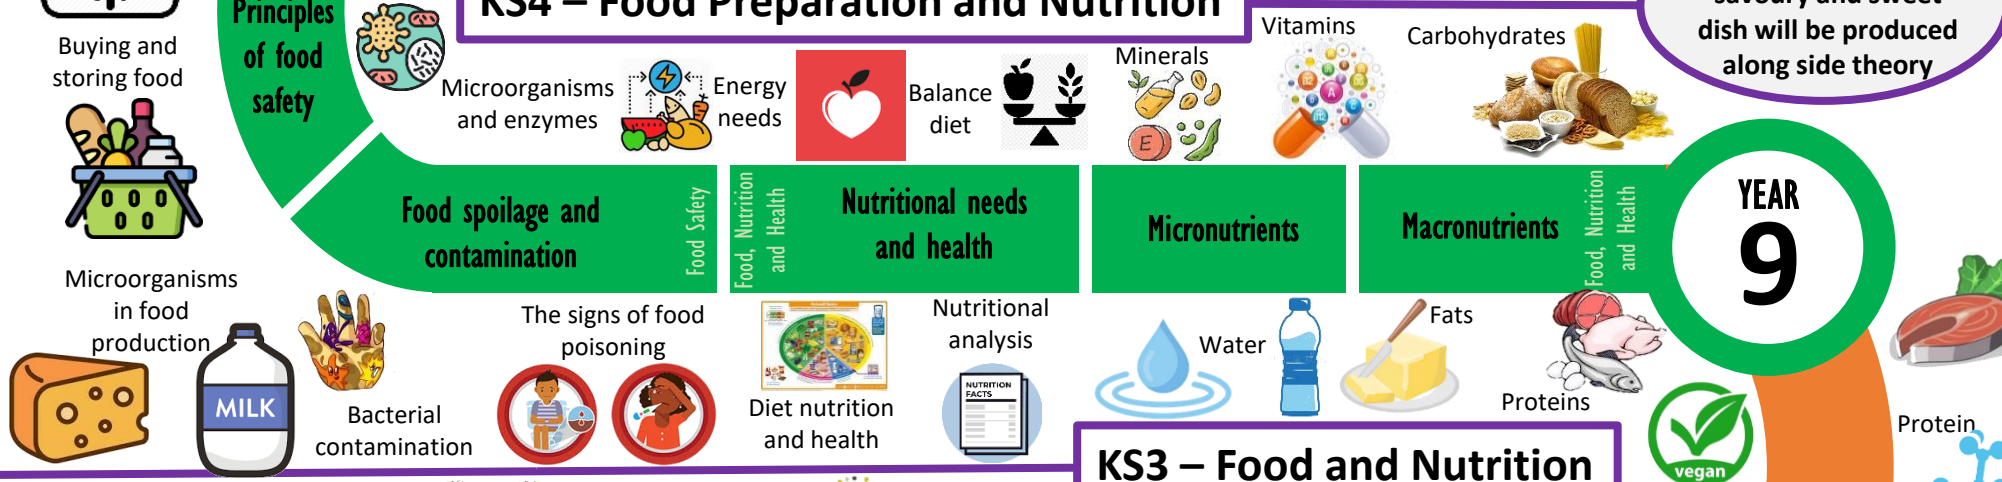 KS4 – Food Preparation and Nutrition
savoury and sweet
dish will be produced
along side theory
Principles
of food
safety
Buying and
storing food
Microorganisms
and enzymes
Energy
needs
Balance
diet
Minerals
Vitamins
Carbohydrates
E
Food spoilage and
contamination
Food Safety
Food, Nutrition
and Health
Nutritional needs
and health
Micronutrients
Macronutrients
Food, Nutrition
and Health
YEAR
9
Microorganisms
in food
production
MILK
Bacterial
contamination
The signs of food
poisoning
Diet nutrition
and health
Nutritional
analysis
NUTRITION
FACTS
Water
Fats
Proteins
vegan
Protein
KS3 – Food and Nutrition